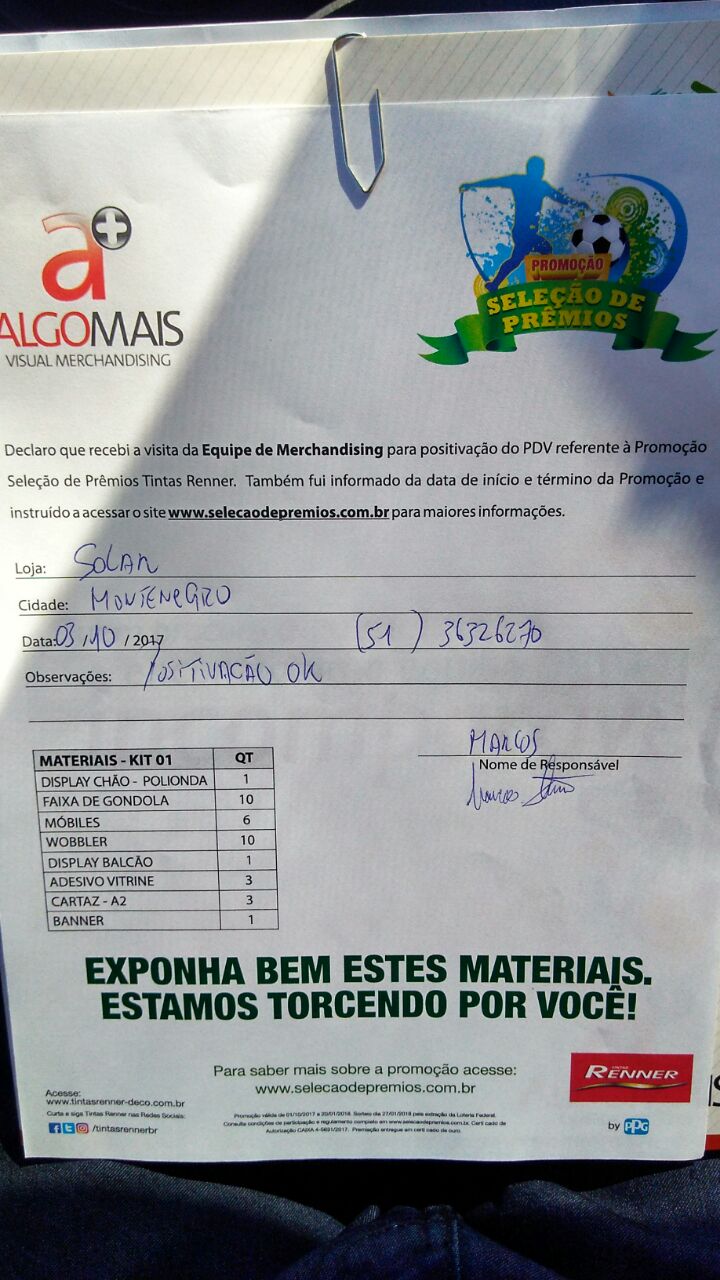 a+
ALGOMAIS
VISUAL MERCHANDISING
PROMOÇÃO
SELEÇÃO DE
PRÊMIOS
Declaro que recebi a visita da Equipe de Merchandising para positivação do PDV referente à Promoção
Seleção de Prêmios Tintas Renner. Também fui informado da data de início e término da Promoção e
instruído a acessar o site www.selecaodepremios.com.br para maiores informações.
Loja: SOLAR
Cidade: MONTENEGRO
Data: 03/10/2017 (51) 36326270
Observações: POSITIVAÇÃO OK
MARCOS
Nome de Responsável
Marcos
MATERIAIS - KIT 01 QT
DISPLAY CHÃO - POLIONDA 1
FAIXA DE GONDOLA 10
MÓBILES 6
WOBBLER 10
DISPLAY BALCÃO 1
ADESIVO VITRINE 3
CARTAZ - A2 3
BANNER 1
EXPONHA BEM ESTES MATERIAIS.
ESTAMOS TORCENDO POR VOCÊ!
Para saber mais sobre a promoção acesse:
www.selecaodepremios.com.br
TINTAS
RENNER
by PPG
Acesse:
www.tintasrenner-deco.com.br
Curta e siga Tintas Renner nas Redes Sociais:
/tintasrennerbr
Promoção válida de 01/10/2017 a 20/01/2018. Sorteio dia 27/01/2018 pela extração da Loteria Federal.
Consulte condições de participação e regulamento completo em www.selecaodepremios.com.br. Certi cado de
Autorização CAIXA 4-5691/2017. Premiação entregue em certi cado de ouro.